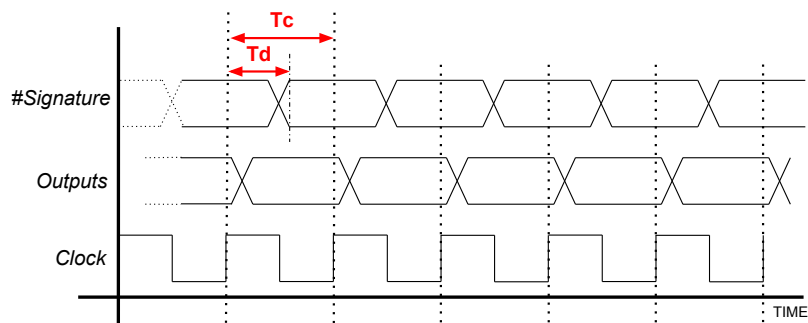 Tc
Td
#Signature
Outputs
Clock
TIME